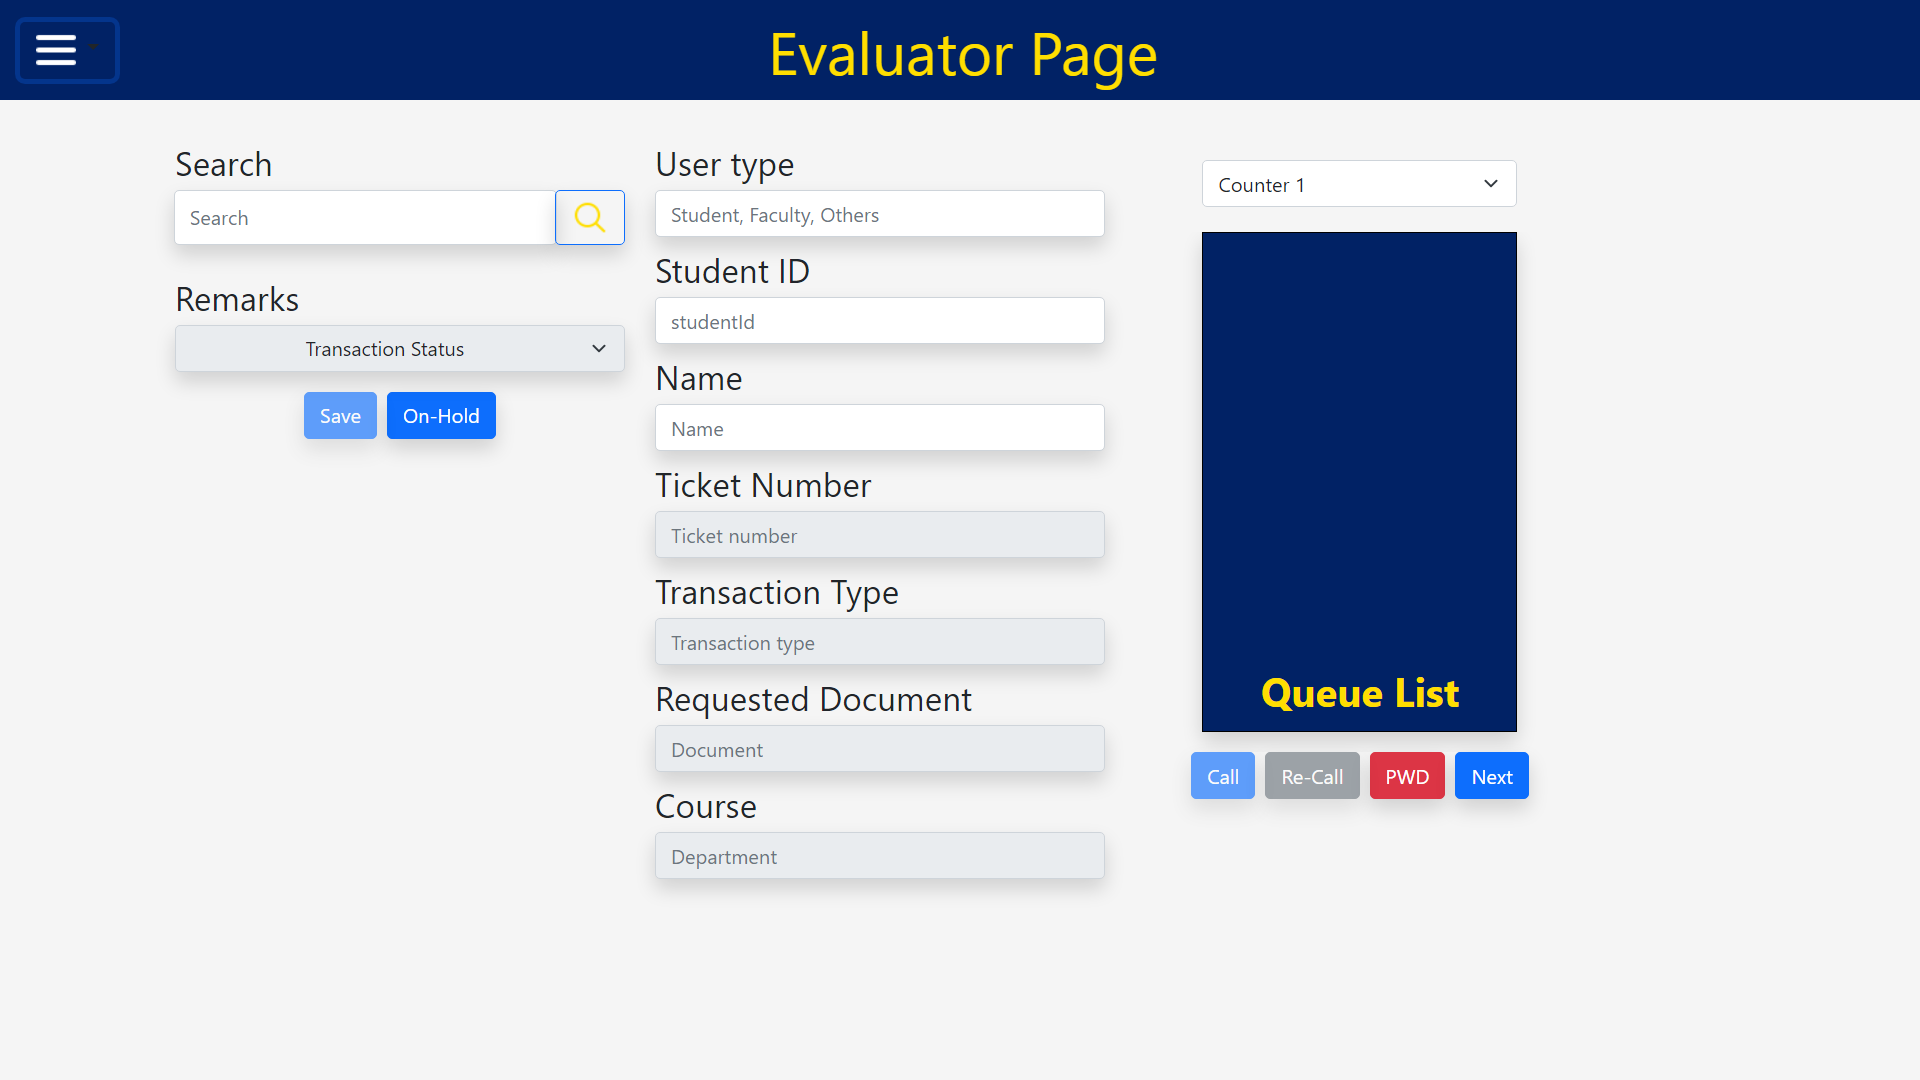 Evaluator Page
Search
Search
Remarks
Transaction Status
Save
On-Hold
User type
Student, Faculty, Others
Student ID
studentId
Name
Name
Ticket Number
Ticket number
Transaction Type
Transaction type
Requested Document
Document
Course
Department
Counter 1
Queue List
Call
Re-Call
PWD
Next